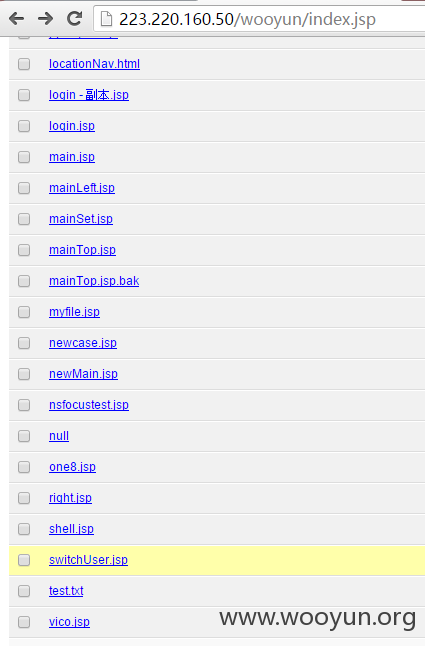 223.220.160.50/wooyun/index.jsp
locationNav.html
login - 副本.jsp
login.jsp
main.jsp
mainLeft.jsp
mainSet.jsp
mainTop.jsp
mainTop.jsp.bak
myfile.jsp
newcase.jsp
newMain.jsp
nsfocustest.jsp
null
one8.jsp
right.jsp
shell.jsp
switchUser.jsp
test.txt
vico.jsp
www.wooyun.org